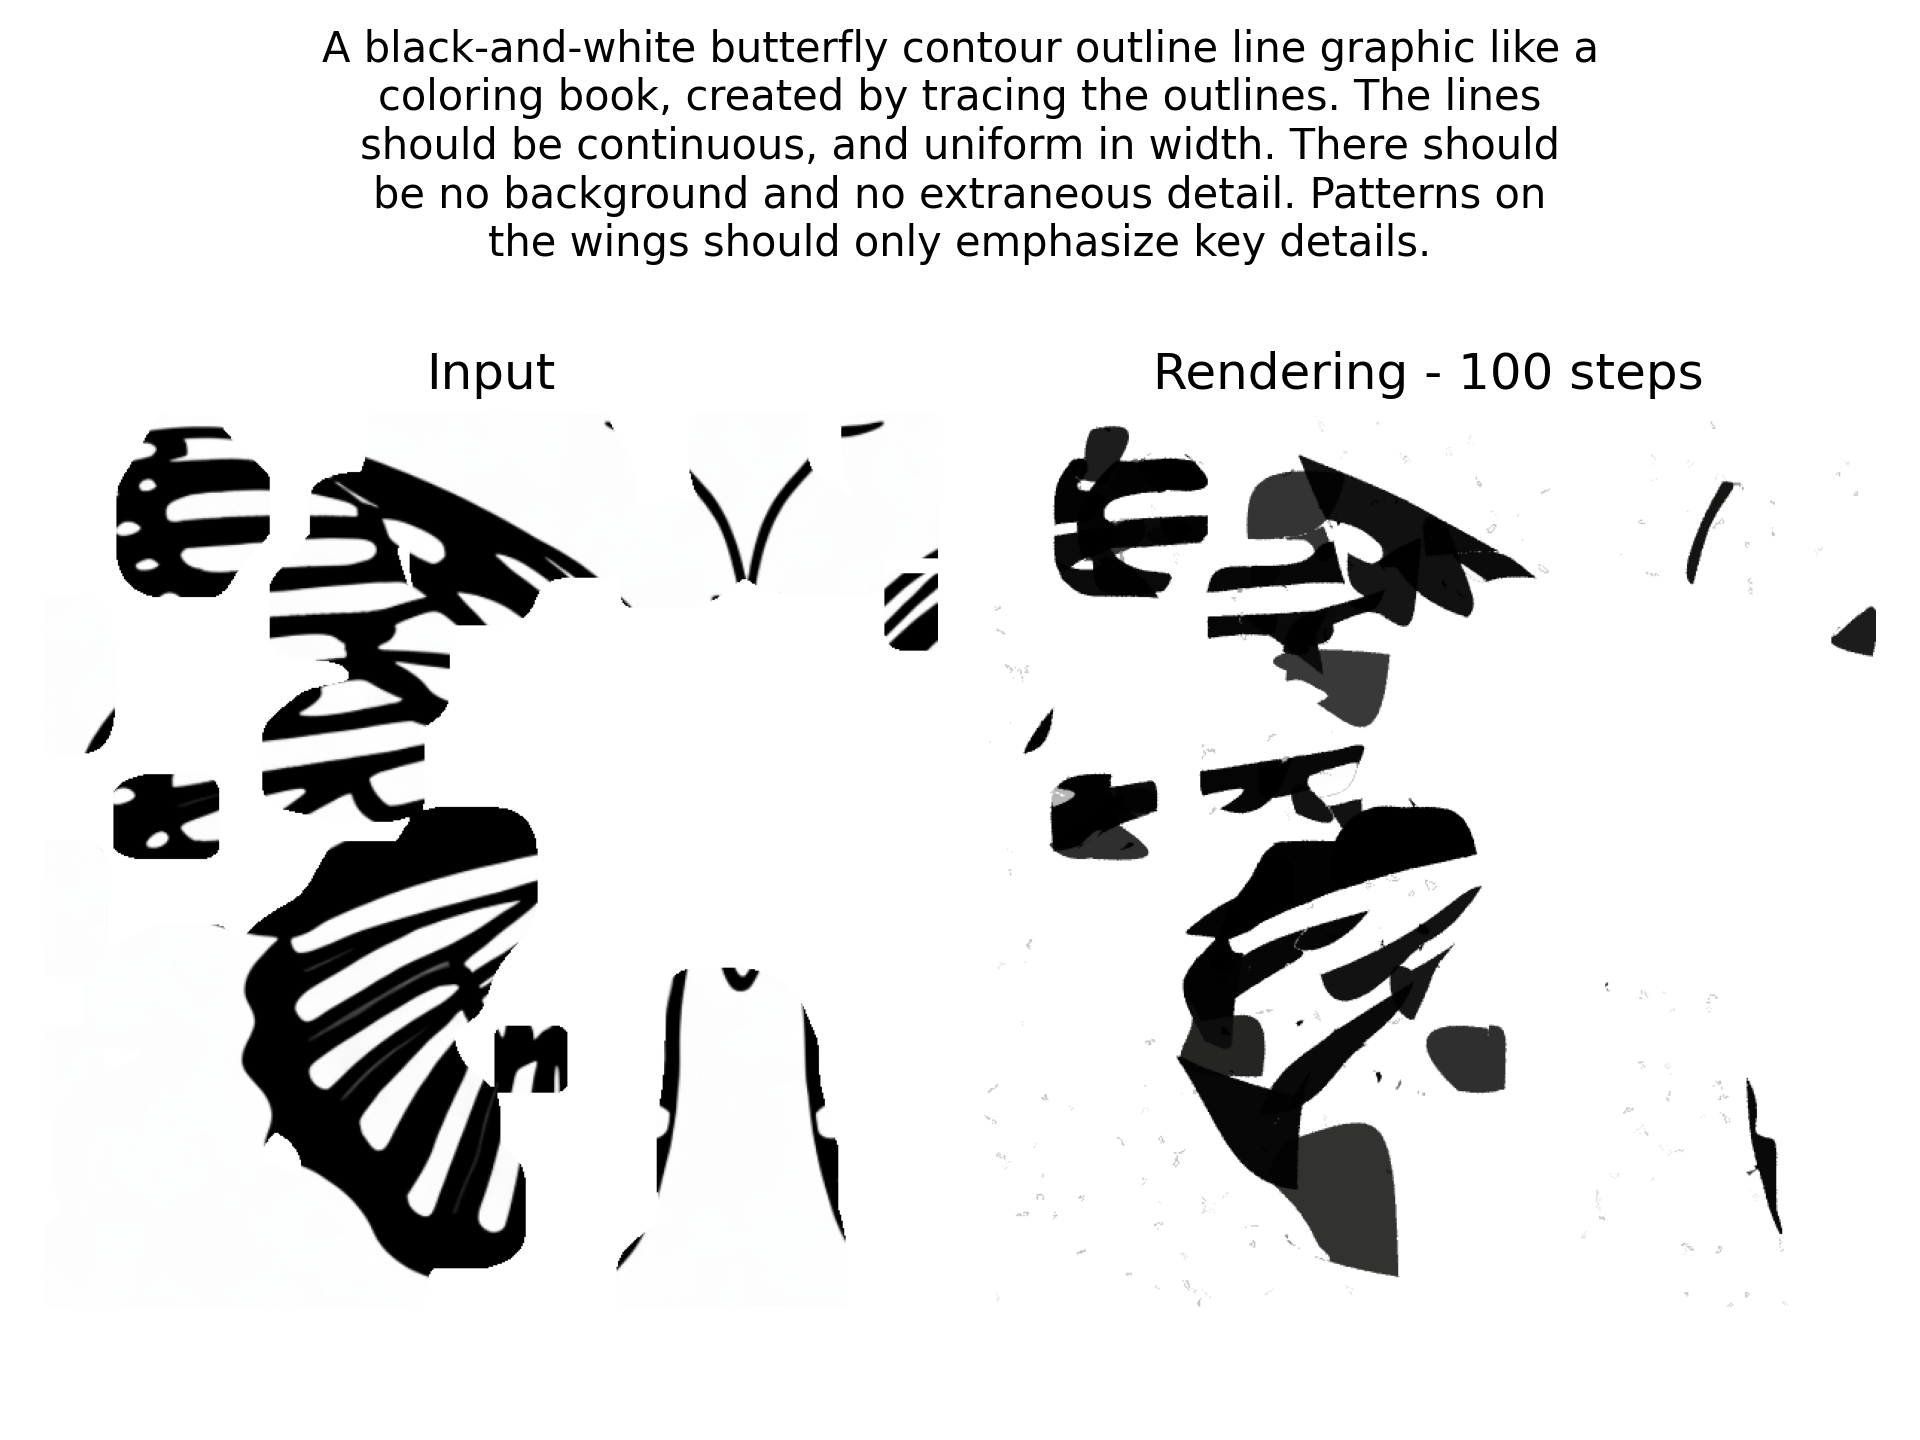 A black-and-white butterfly contour outline line graphic like a
coloring book, created by tracing the outlines. The lines
should be continuous, and uniform in width. There should
be no background and no extraneous detail. Patterns on
the wings should only emphasize key details.
Input
Rendering - 100 steps